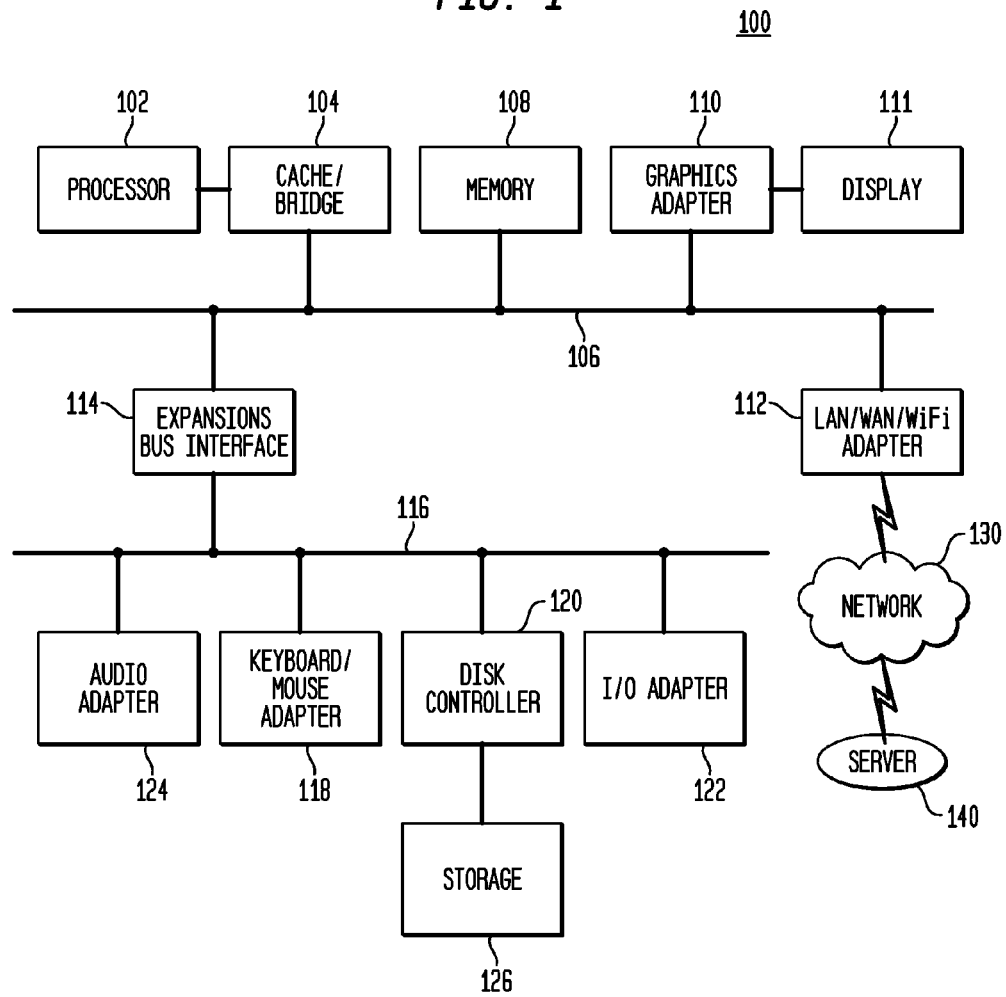 FIG. 1
100
102
104
108
110
111
PROCESSOR
CACHE/
BRIDGE
MEMORY
GRAPHICS
ADAPTER
DISPLAY
106
114
EXPANSIONS
BUS INTERFACE
112
LAN/WAN/WiFi
ADAPTER
116
130
NETWORK
120
AUDIO
ADAPTER
KEYBOARD/
MOUSE
ADAPTER
DISK
CONTROLLER
I/O ADAPTER
124
118
122
SERVER
140
STORAGE
126